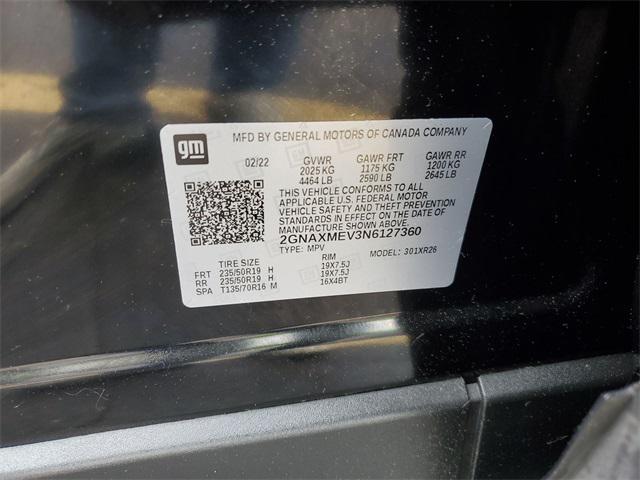 gm
MFD BY GENERAL MOTORS OF CANADA COMPANY
02/22 GVWR GAWR FRT GAWR RR
2025 KG 1175 KG 1200 KG
4464 LB 2590 LB 2645 LB
THIS VEHICLE CONFORMS TO ALL
APPLICABLE U.S. FEDERAL MOTOR
VEHICLE SAFETY AND THEFT PREVENTION
STANDARDS IN EFFECT ON THE DATE OF
MANUFACTURE SHOWN ABOVE.
2GNAXMEV3N6127360
TYPE: MPV MODEL: 301XR26
TIRE SIZE RIM
FRT 235/50R19 H 19X7.5J
RR 235/50R19 H 19X7.5J
SPA T135/70R16 M 16X4BT